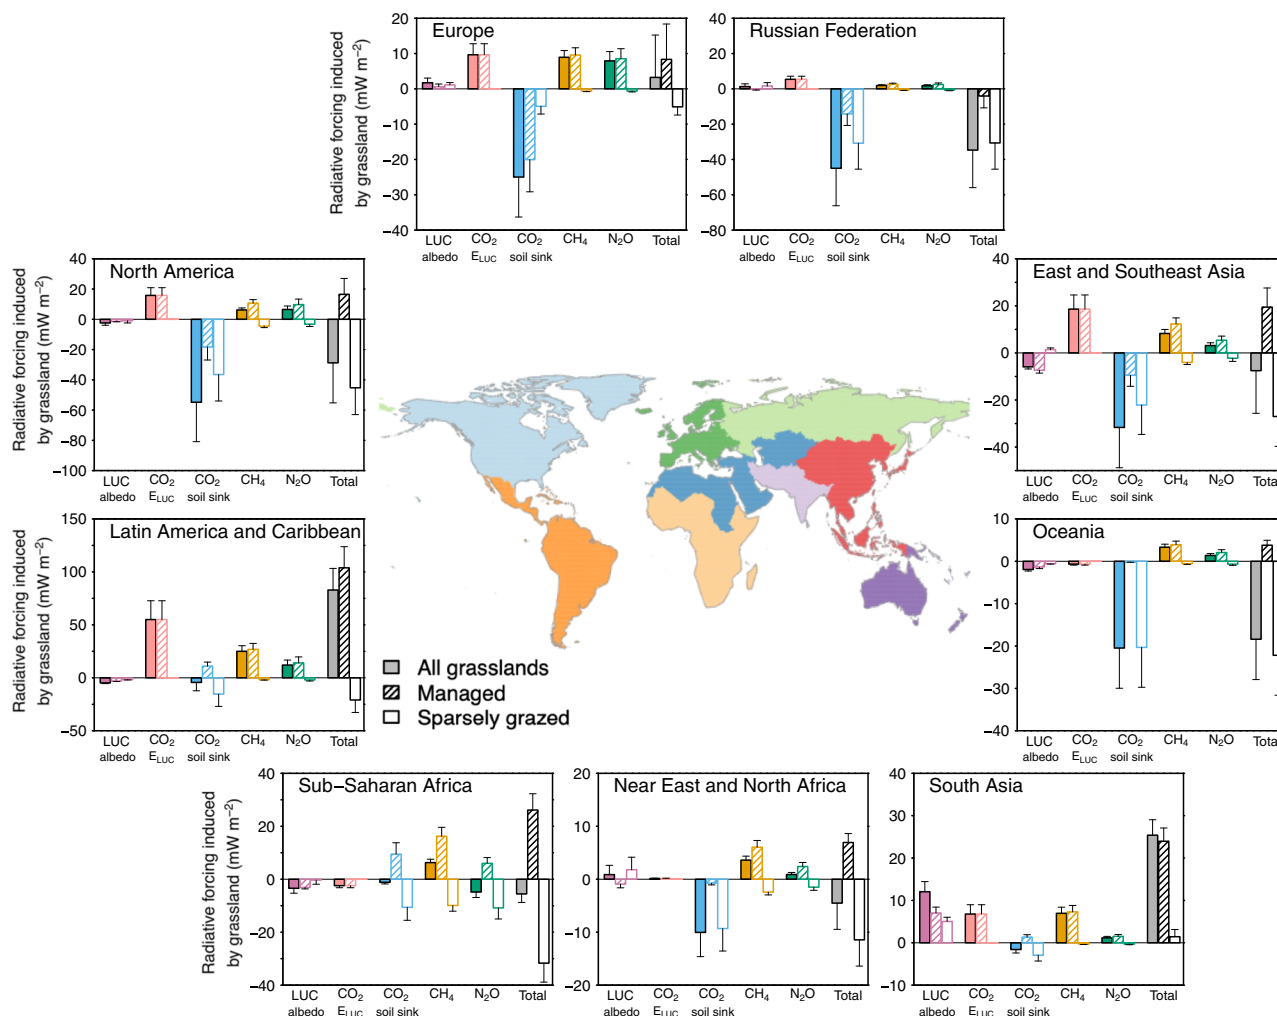 Europe
Radiative forcing induced
by grassland (mW m−2)
20
10
0
−10
−20
−30
−40
LUC albedo
CO2 ELUC
CO2 soil sink
CH4
N2O
Total
Russian Federation
40
20
0
−20
−40
−60
−80
LUC albedo
CO2 ELUC
CO2 soil sink
CH4
N2O
Total
North America
Radiative forcing induced
by grassland (mW m−2)
40
20
0
−20
−40
−60
−80
−100
LUC albedo
CO2 ELUC
CO2 soil sink
CH4
N2O
Total
East and Southeast Asia
40
20
0
−20
−40
LUC albedo
CO2 ELUC
CO2 soil sink
CH4
N2O
Total
Latin America and Caribbean
Radiative forcing induced
by grassland (mW m−2)
150
100
50
0
−50
LUC albedo
CO2 ELUC
CO2 soil sink
CH4
N2O
Total
All grasslands
Managed
Sparsely grazed
Oceania
10
0
−10
−20
−30
−40
LUC albedo
CO2 ELUC
CO2 soil sink
CH4
N2O
Total
Sub−Saharan Africa
Radiative forcing induced
by grassland (mW m−2)
40
20
0
−20
−40
LUC albedo
CO2 ELUC
CO2 soil sink
CH4
N2O
Total
Near East and North Africa
20
10
0
−10
−20
LUC albedo
CO2 ELUC
CO2 soil sink
CH4
N2O
Total
South Asia
40
30
20
10
0
−10
LUC albedo
CO2 ELUC
CO2 soil sink
CH4
N2O
Total